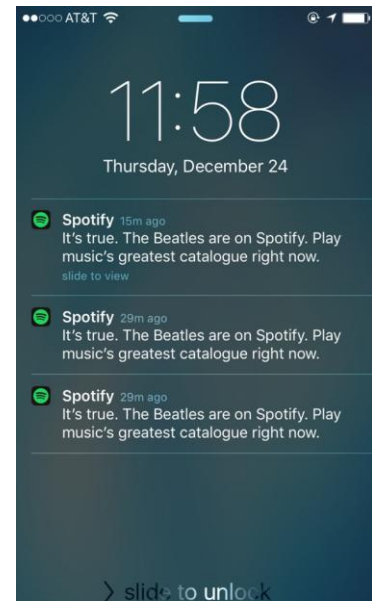 AT&T
11:58
Thursday, December 24
Spotify 15m ago
It's true. The Beatles are on Spotify. Play
music's greatest catalogue right now.
slide to view
Spotify 29m ago
It's true. The Beatles are on Spotify. Play
music's greatest catalogue right now.
Spotify 29m ago
It's true. The Beatles are on Spotify. Play
music's greatest catalogue right now.
> slide to unlock